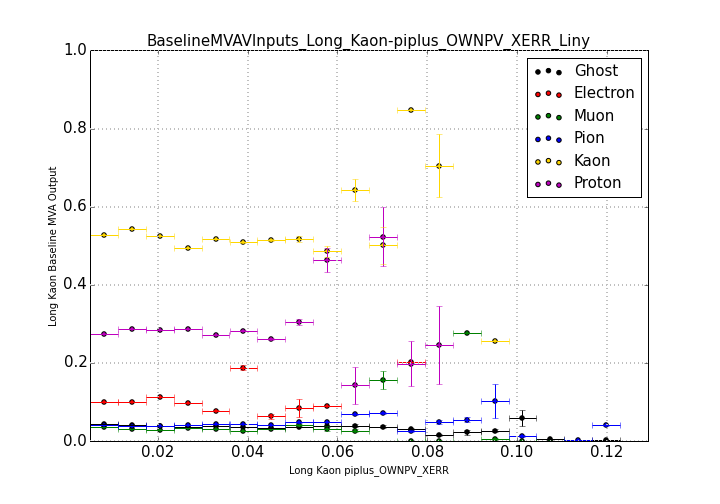 BaselineMVAVInputs_Long_Kaon-piplus_OWNPV_XERR_Liny
1.0
0.8
0.6
0.4
0.2
0.0
Long Kaon Baseline MVA Output
Ghost
Electron
Muon
Pion
Kaon
Proton
0.02
0.04
0.06
0.08
0.10
0.12
Long Kaon piplus_OWNPV_XERR